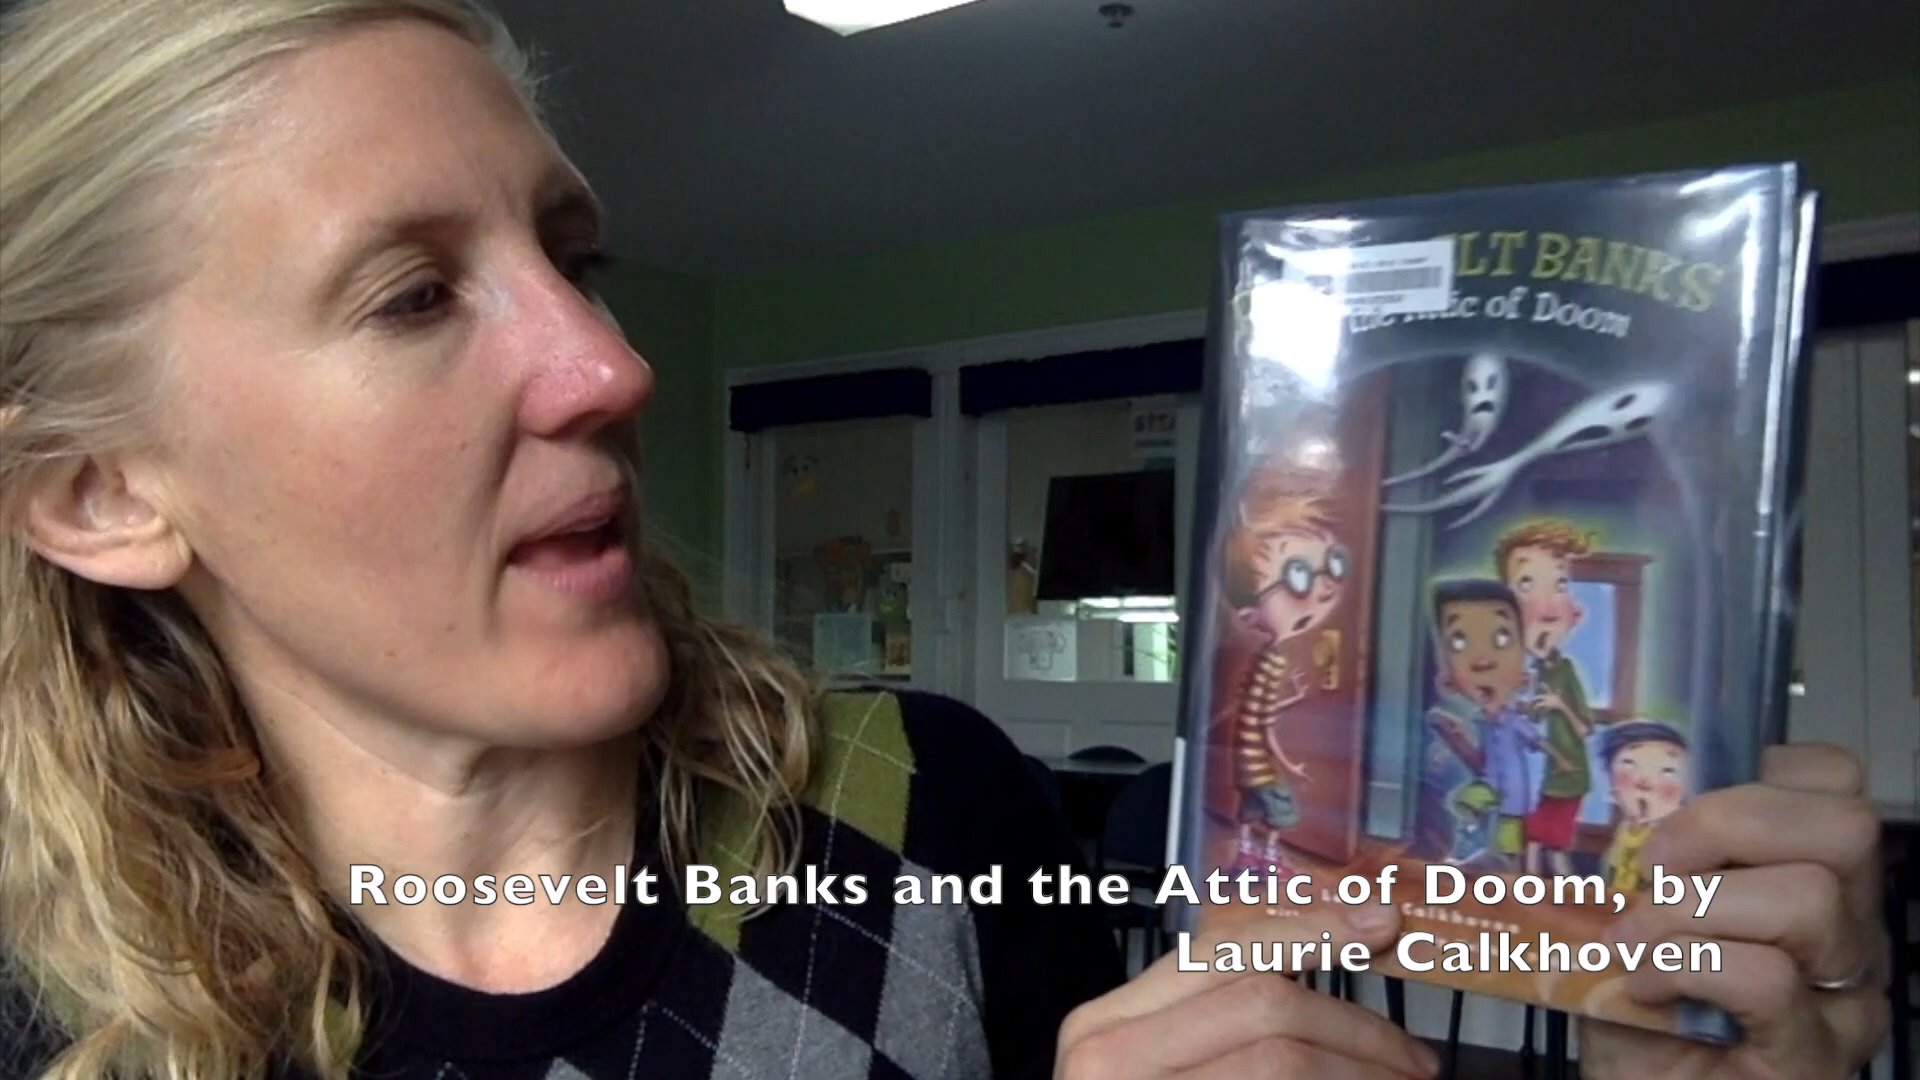 LT BANKS
the Attic of Doom
Roosevelt Banks and the Attic of Doom, by
Laurie Calkhoven